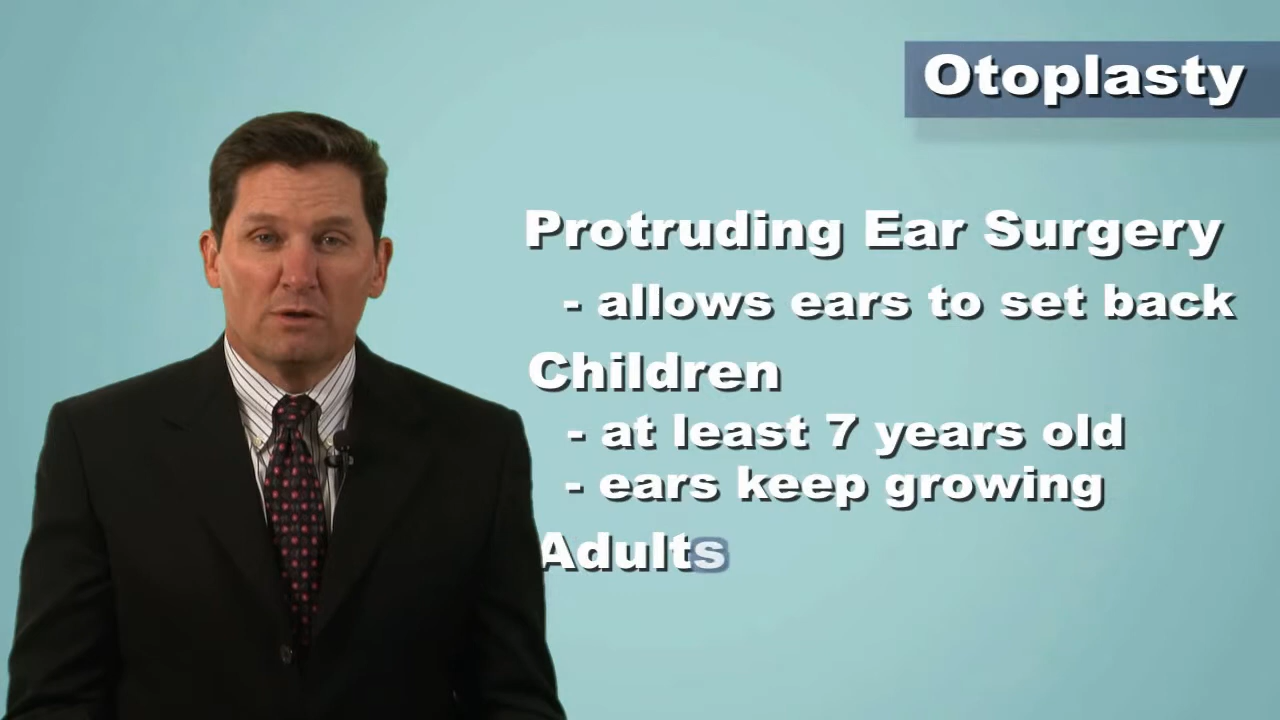 Otoplasty
Protruding Ear Surgery
- allows ears to set back
Children
- at least 7 years old
- ears keep growing
Adults